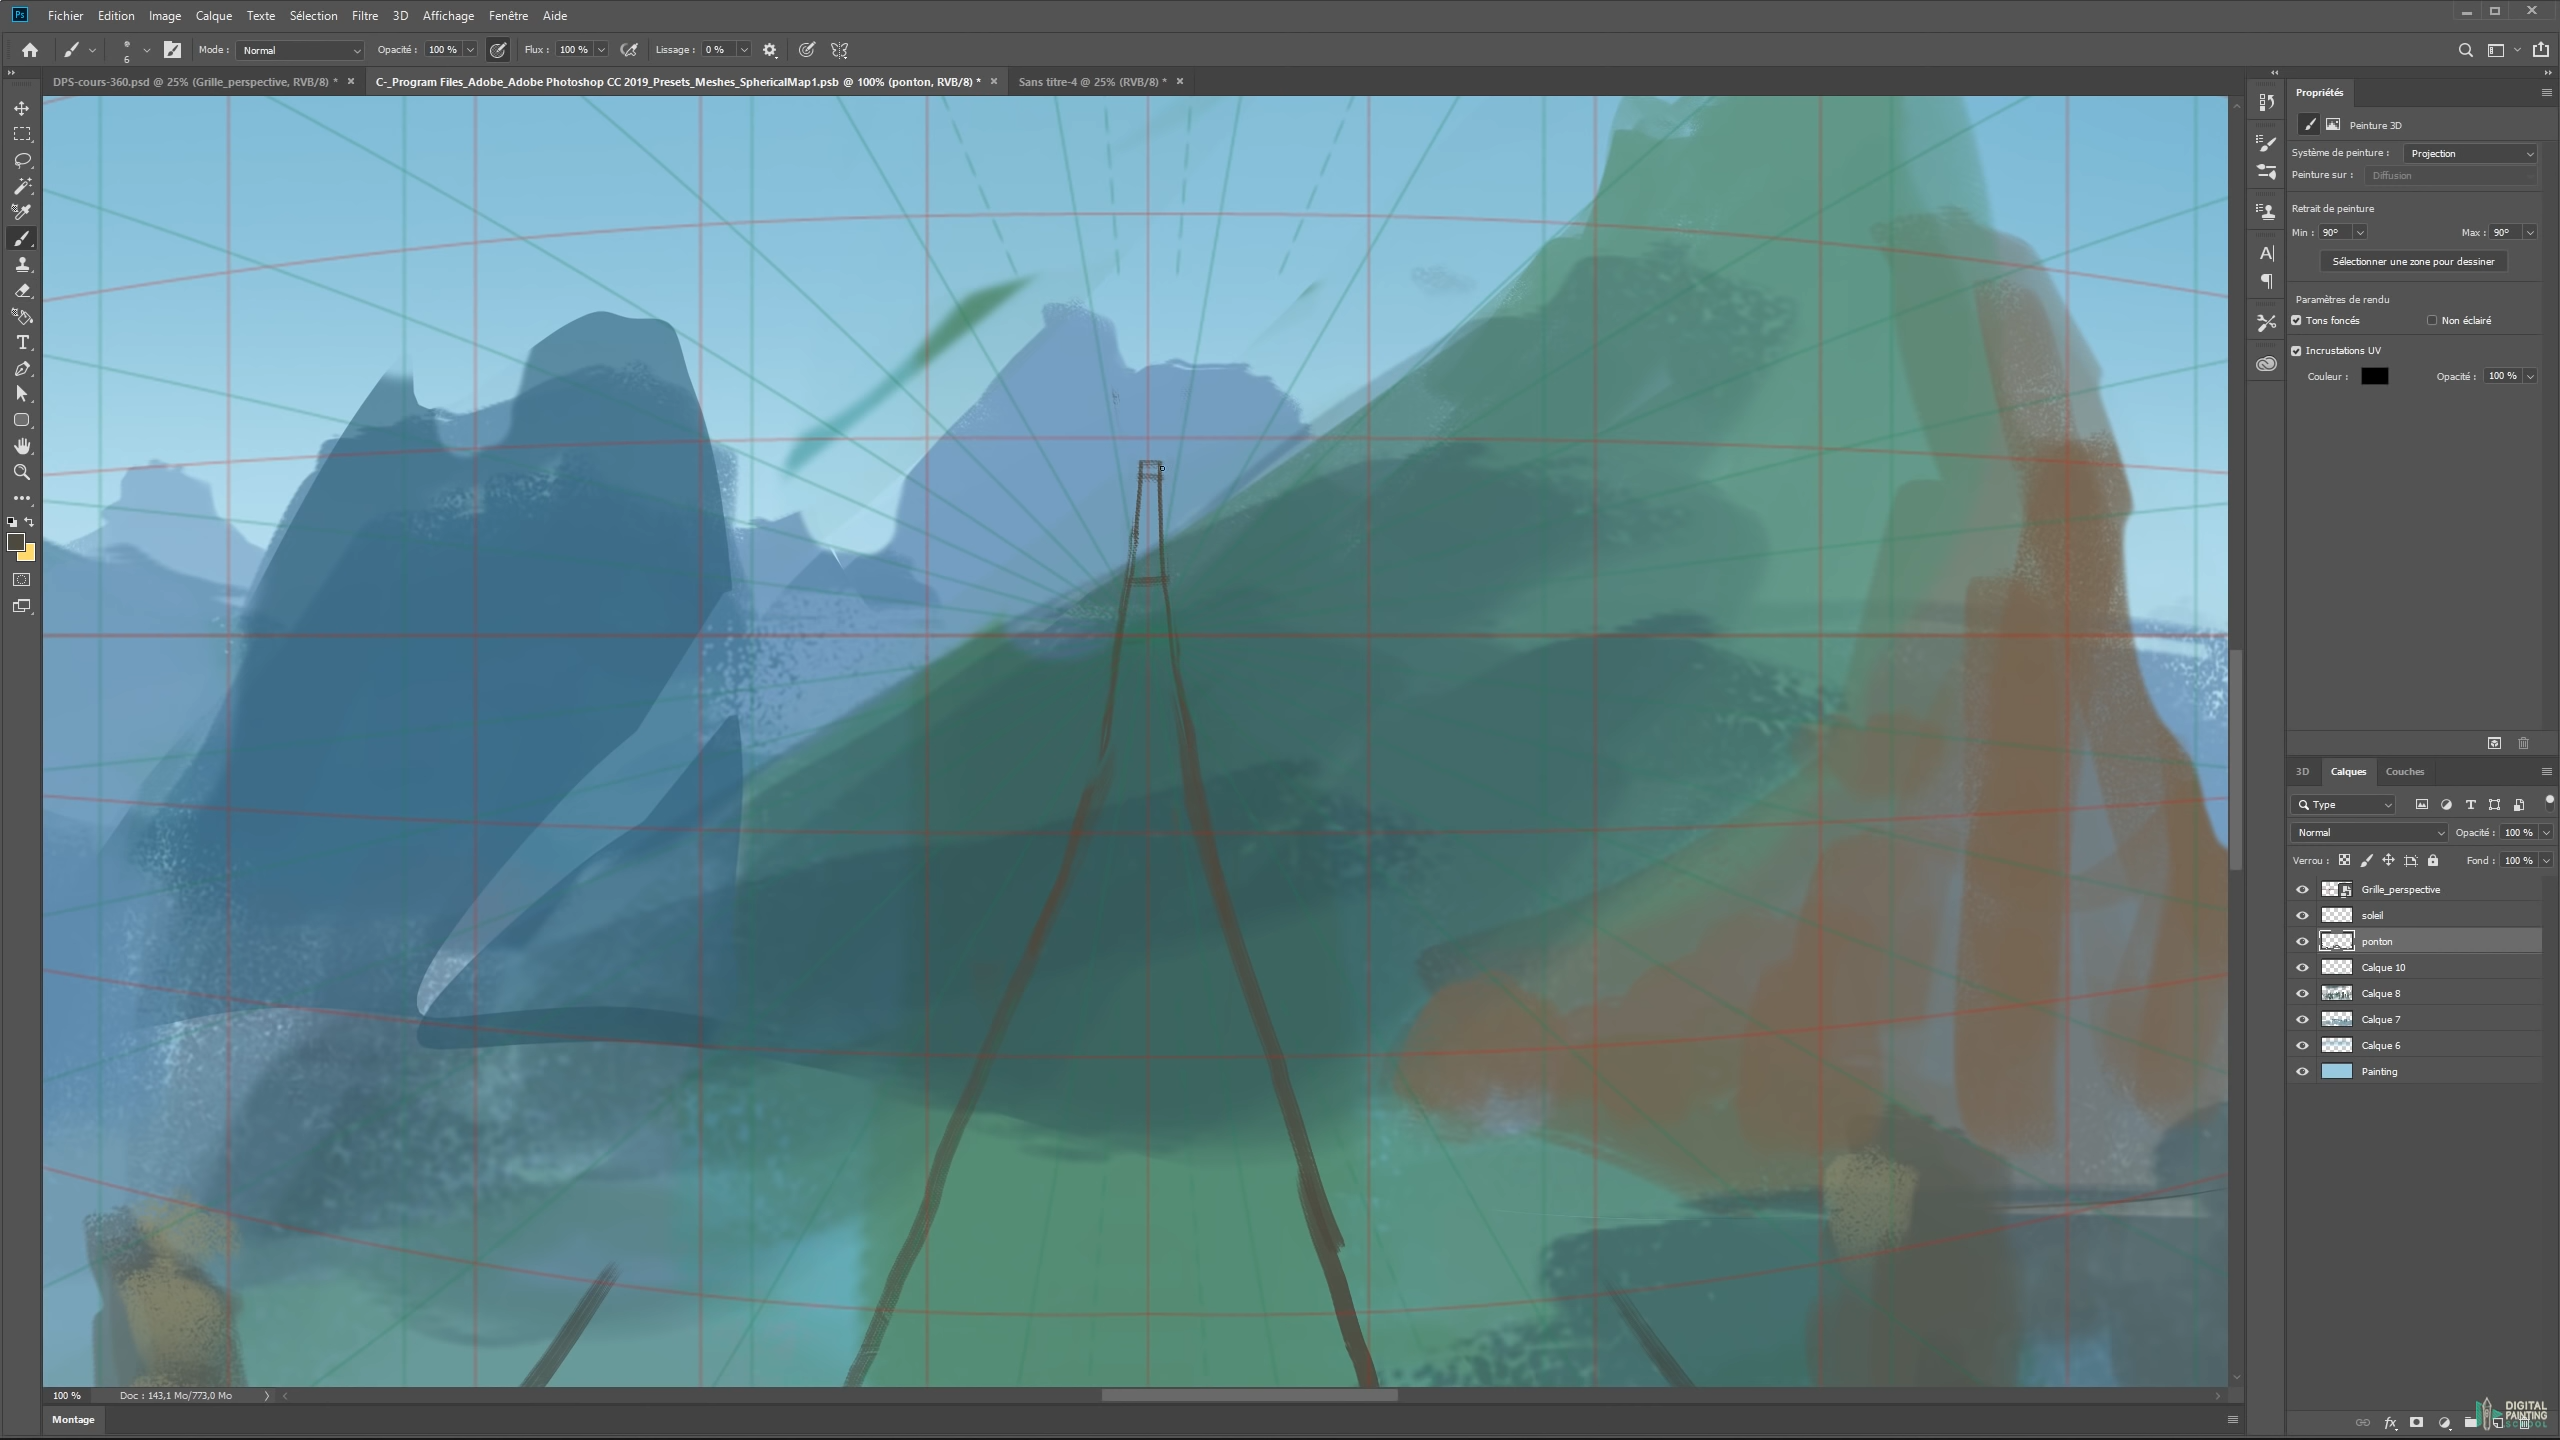 Ps Fichier Edition Image Calque Texte Sélection Filtre 3D Affichage Fenêtre Aide
6 Mode : Normal Opacité : 100 % Flux : 100 % Lissage : 0 %
DPS-cours-360.psd @ 25% (Grille_perspective, RVB/8) * C-_Program Files_Adobe_Adobe Photoshop CC 2019_Presets_Meshes_SphericalMap1.psb @ 100% (ponton, RVB/8) * Sans titre-4 @ 25% (RVB/8) *
Propriétés
Peinture 3D
Système de peinture : Projection
Peinture sur : Diffusion
Retrait de peinture
Min : 90° Max : 90°
Sélectionner une zone pour dessiner
Paramètres de rendu
Tons foncés Non éclairé
Incrustations UV
Couleur : Opacité : 100 %
3D Calques Couches
Type
Normal Opacité : 100 %
Verrou : Fond : 100 %
Grille_perspective
soleil
ponton
Calque 10
Calque 8
Calque 7
Calque 6
Painting
100 % Doc : 143,1 Mo/773,0 Mo
Montage
DIGITAL
PAINTING
SCHOOL